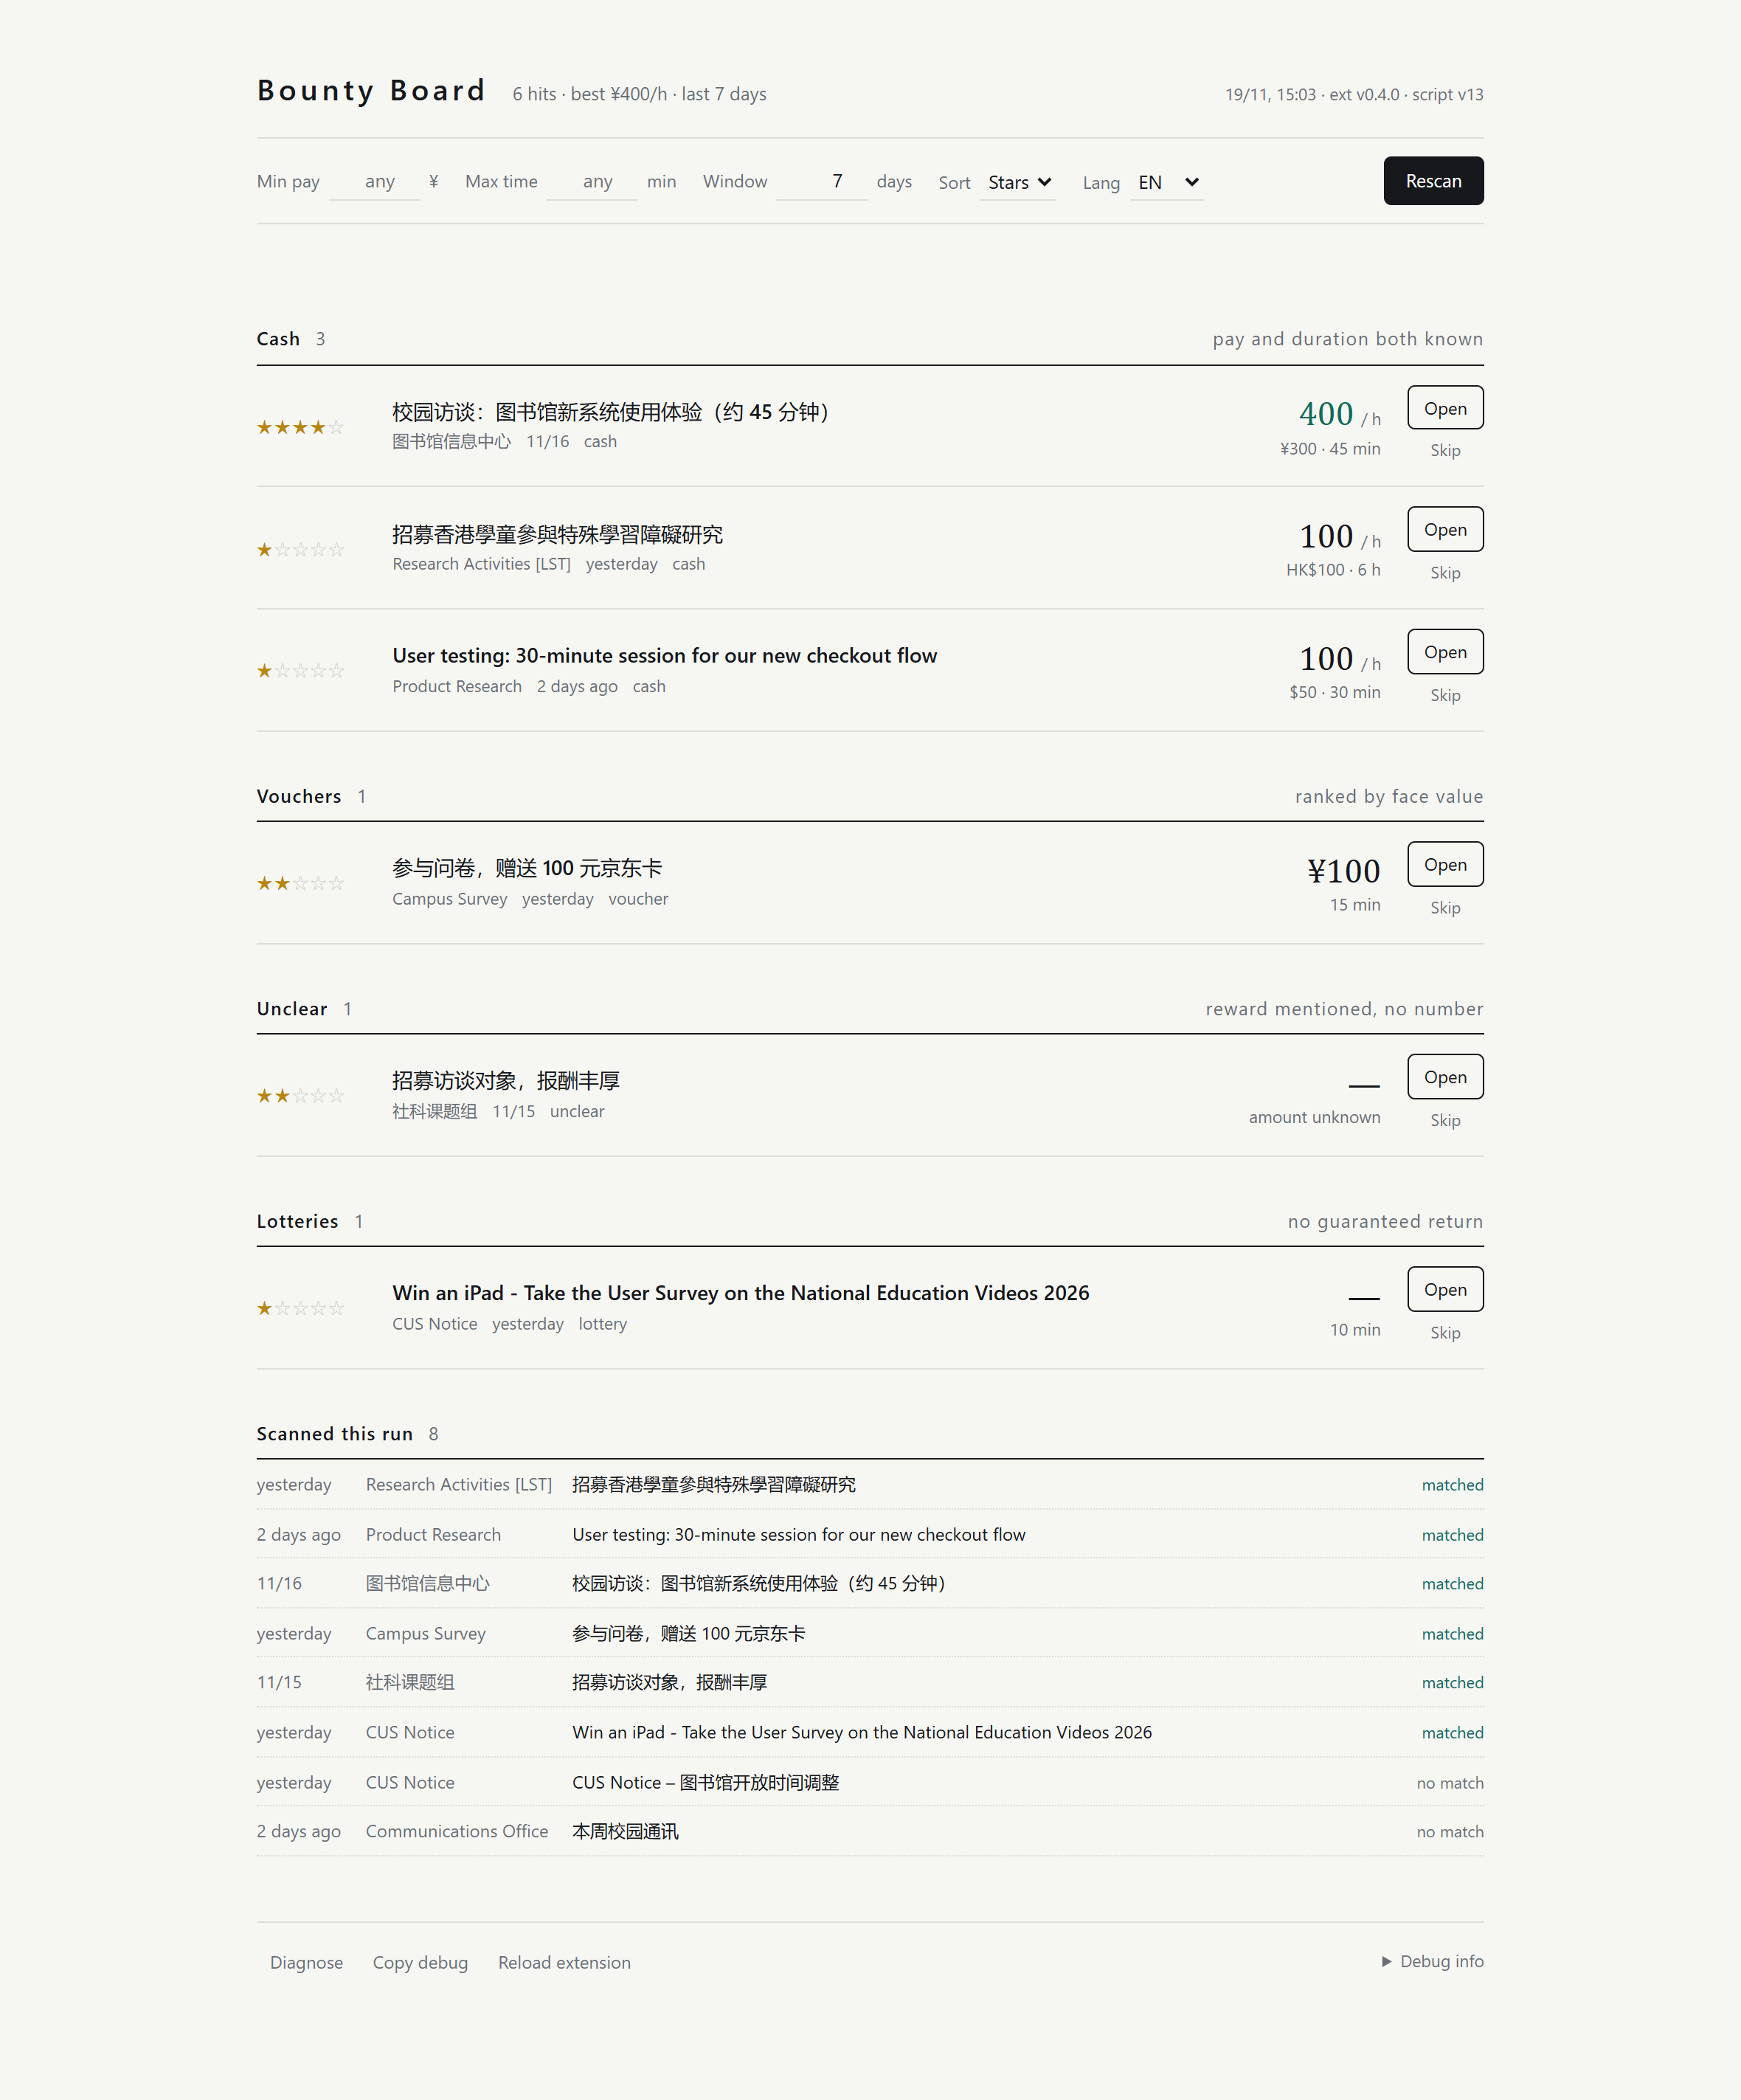 Bounty Board 6 hits · best ¥400/h · last 7 days 19/11, 15:03 · ext v0.4.0 · script v13
Min pay any ¥ Max time any min Window 7 days Sort Stars Lang EN Rescan
Cash 3 pay and duration both known
★★★★☆ 校园访谈：图书馆新系统使用体验（约 45 分钟） 400 / h Open
图书馆信息中心 11/16 cash ¥300 · 45 min Skip
★☆☆☆☆ 招募香港學童參與特殊學習障礙研究 100 / h Open
Research Activities [LST] yesterday cash HK$100 · 6 h Skip
★☆☆☆☆ User testing: 30-minute session for our new checkout flow 100 / h Open
Product Research 2 days ago cash $50 · 30 min Skip
Vouchers 1 ranked by face value
★★☆☆☆ 参与问卷，赠送 100 元京东卡 ¥100 Open
Campus Survey yesterday voucher 15 min Skip
Unclear 1 reward mentioned, no number
★★☆☆☆ 招募访谈对象，报酬丰厚 — Open
社科课题组 11/15 unclear amount unknown Skip
Lotteries 1 no guaranteed return
★☆☆☆☆ Win an iPad - Take the User Survey on the National Education Videos 2026 — Open
CUS Notice yesterday lottery 10 min Skip
Scanned this run 8
yesterday Research Activities [LST] 招募香港學童參與特殊學習障礙研究 matched
2 days ago Product Research User testing: 30-minute session for our new checkout flow matched
11/16 图书馆信息中心 校园访谈：图书馆新系统使用体验（约 45 分钟） matched
yesterday Campus Survey 参与问卷，赠送 100 元京东卡 matched
11/15 社科课题组 招募访谈对象，报酬丰厚 matched
yesterday CUS Notice Win an iPad - Take the User Survey on the National Education Videos 2026 matched
yesterday CUS Notice CUS Notice – 图书馆开放时间调整 no match
2 days ago Communications Office 本周校园通讯 no match
Diagnose Copy debug Reload extension ▶ Debug info